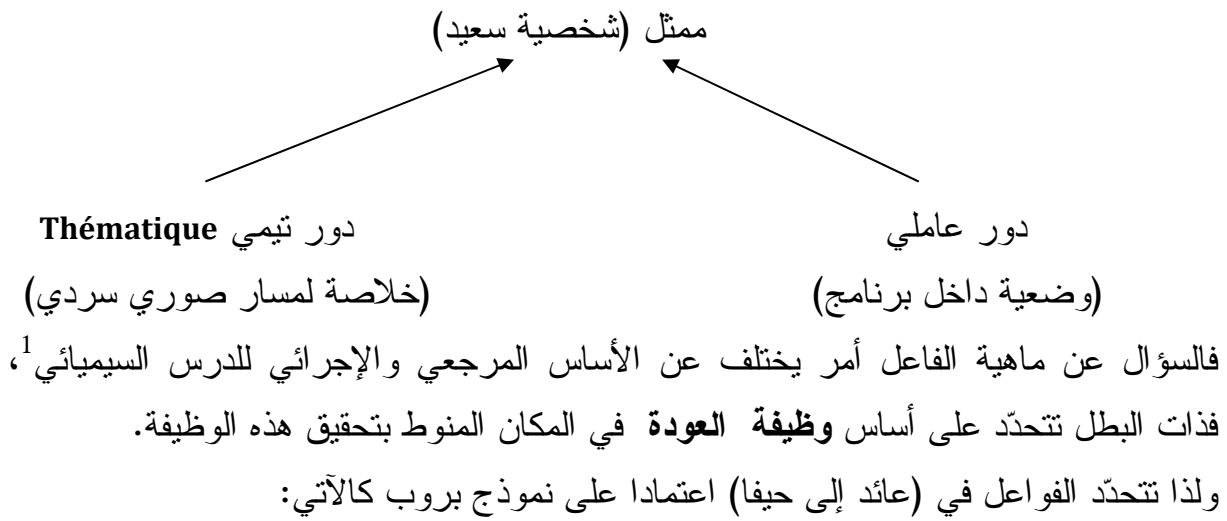 ممثل (شخصية سعيد)
دور عاملي دور تيمي Thématique
(وضعية داخل برنامج) (خلاصة لمسار صوري سردي)
فالسؤال عن ماهية الفاعل أمر يختلف عن الأساس المرجعي والإجرائي للدرس السيميائي1،
فذات البطل تتحدّد على أساس وظيفة العودة في المكان المنوط بتحقيق هذه الوظيفة.
ولذا تتحدّد الفواعل في (عائد إلى حيفا) اعتمادا على نموذج بروب كالآتي: